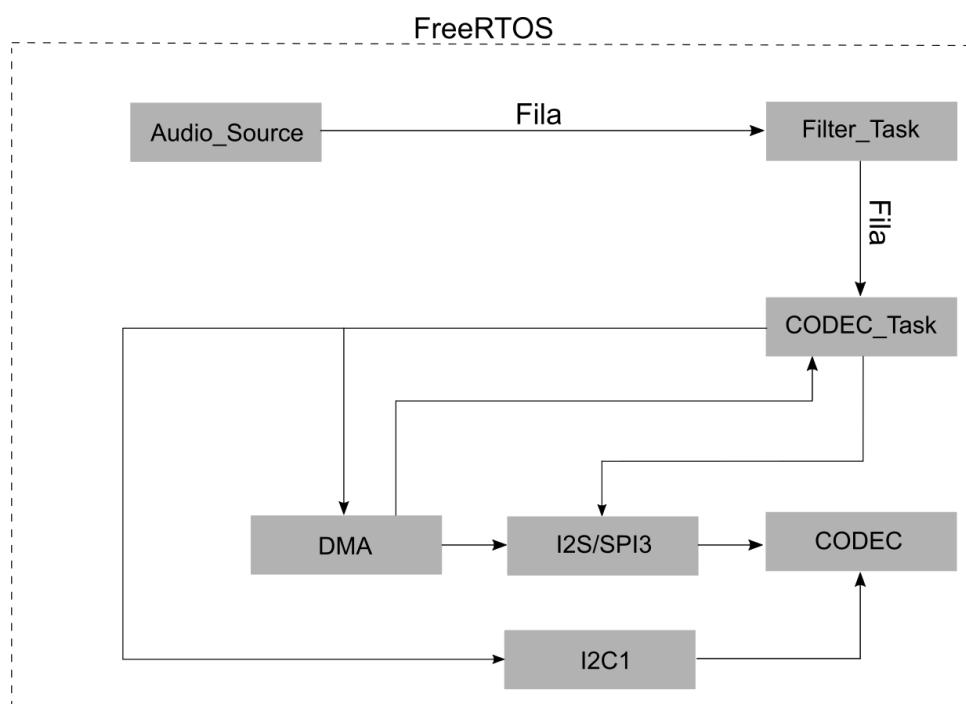 FreeRTOS
Audio_Source
Fila
Filter_Task
Fila
CODEC_Task
DMA
I2S/SPI3
CODEC
I2C1